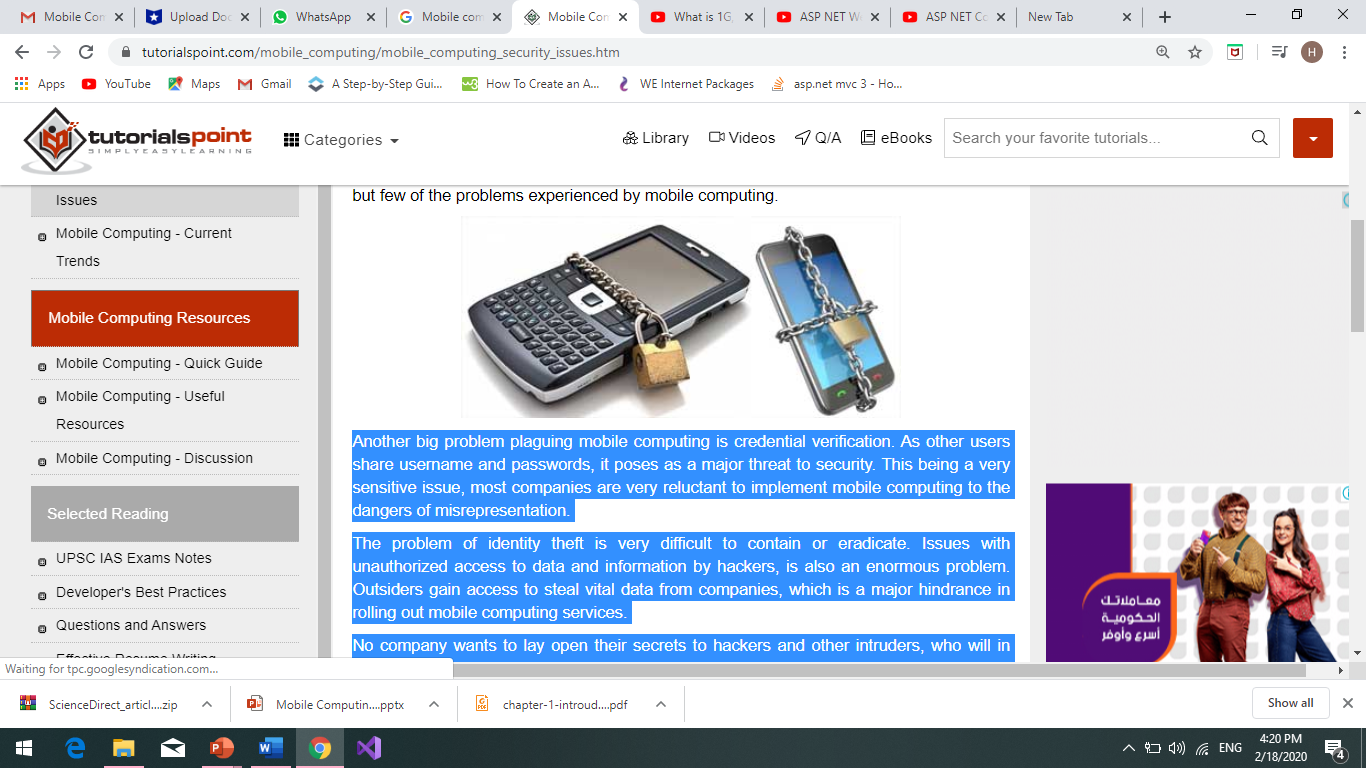 Mobile Con
Upload Doc
WhatsApp
Mobile com
Mobile Con
What is 1G,
ASP NET W
ASP NET Co
New Tab
tutorialspoint.com/mobile_computing/mobile_computing_security_issues.htm
H
Apps
YouTube
Maps
Gmail
A Step-by-Step Gui...
How To Create an A...
WE Internet Packages
asp.net mvc 3 - Ho...
tutorialspoint
SIMPLYEASYLEARNING
Categories
Library
Videos
Q/A
eBooks
Search your favorite tutorials...
Issues
Mobile Computing - Current
Trends
Mobile Computing Resources
Mobile Computing - Quick Guide
Mobile Computing - Useful
Resources
Mobile Computing - Discussion
Selected Reading
UPSC IAS Exams Notes
Developer's Best Practices
Questions and Answers
Effective Resume Writing
but few of the problems experienced by mobile computing.
Another big problem plaguing mobile computing is credential verification. As other users
share username and passwords, it poses as a major threat to security. This being a very
sensitive issue, most companies are very reluctant to implement mobile computing to the
dangers of misrepresentation.
The problem of identity theft is very difficult to contain or eradicate. Issues with
unauthorized access to data and information by hackers, is also an enormous problem.
Outsiders gain access to steal vital data from companies, which is a major hindrance in
rolling out mobile computing services.
No company wants to lay open their secrets to hackers and other intruders, who will in
معاملاتك
الحكومية
أسرع وأوفر
Waiting for tpc.googlesyndication.com...
ScienceDirect_articl....zip
Mobile Computin....pptx
chapter-1-introud....pdf
Show all
ENG
4:20 PM
2/18/2020
4